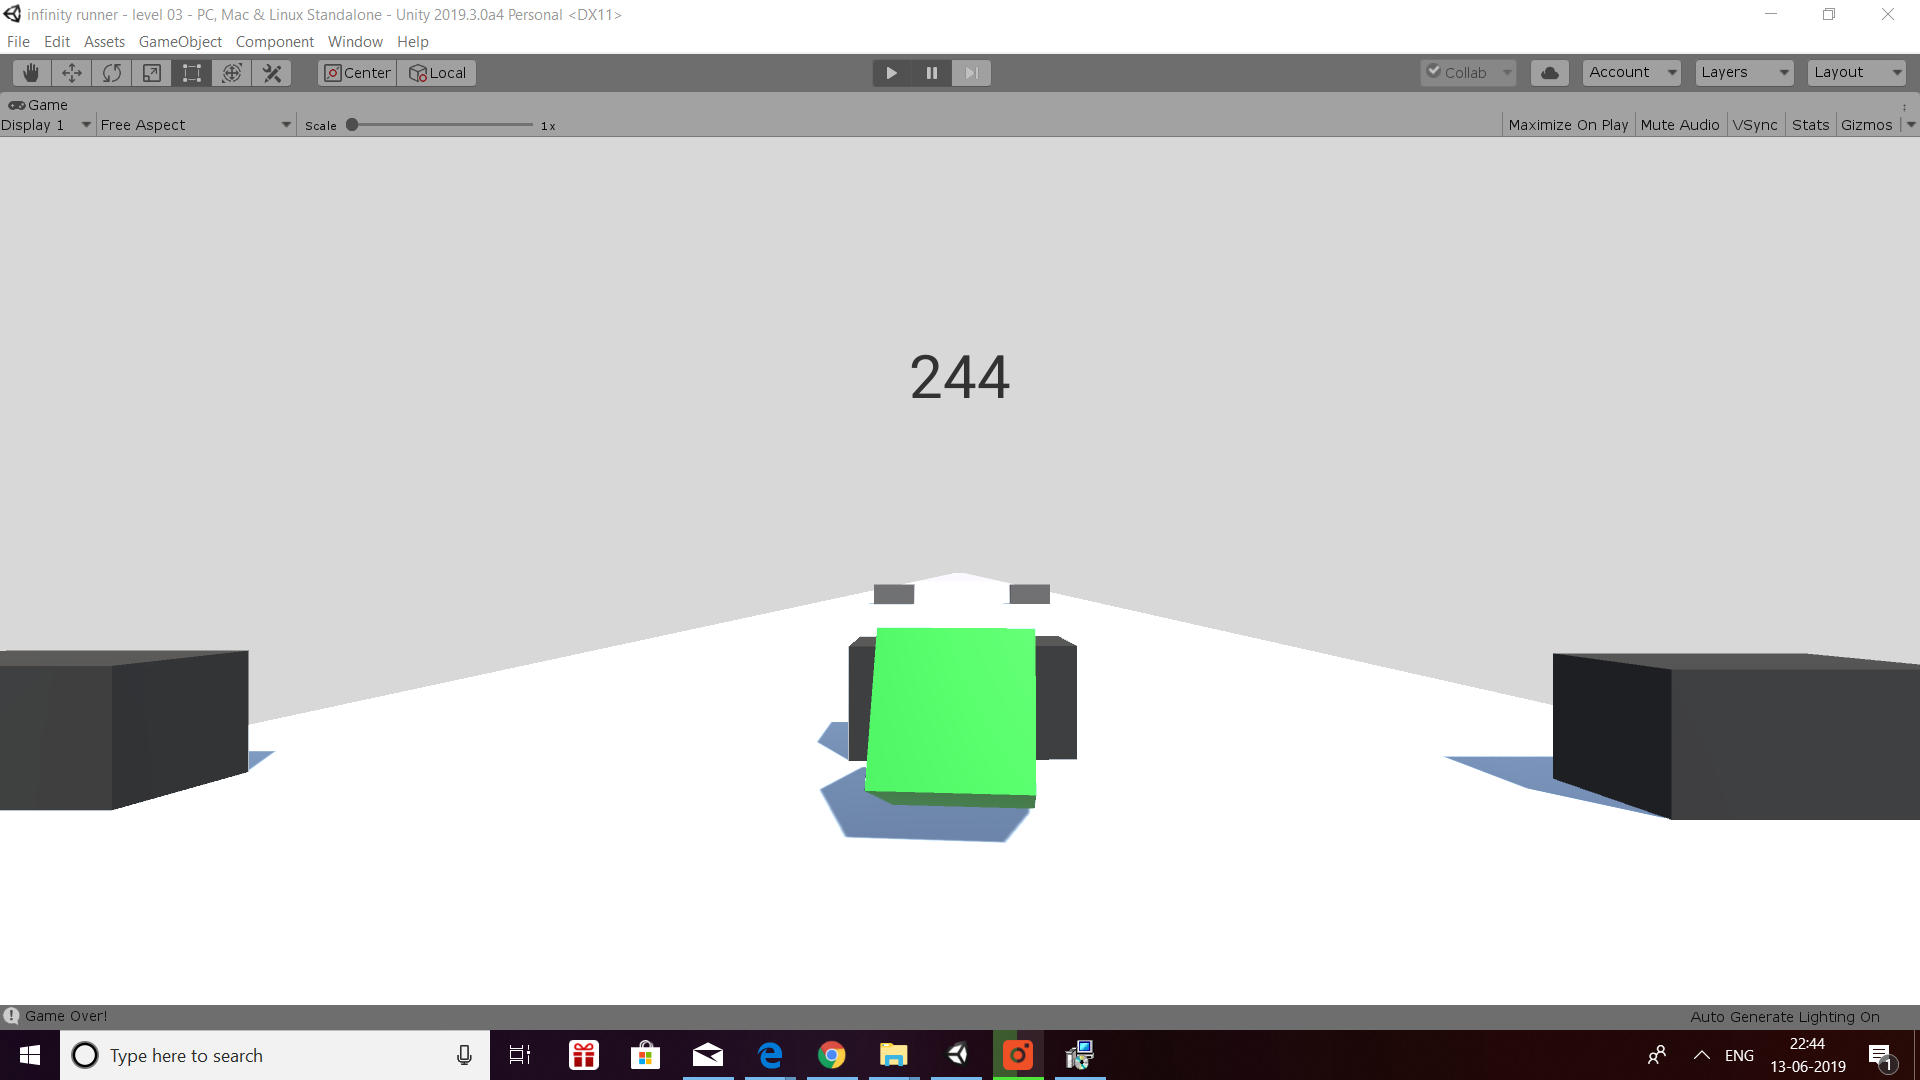 infinity runner - level 03 - PC, Mac & Linux Standalone - Unity 2019.3.0a4 Personal <DX11>
File Edit Assets GameObject Component Window Help
Center Local Collab Account Layers Layout
Game
Display 1 Free Aspect Scale 1x Maximize On Play Mute Audio VSync Stats Gizmos
244
Game Over!
Auto Generate Lighting On
Type here to search
ENG
22:44
13-06-2019
1